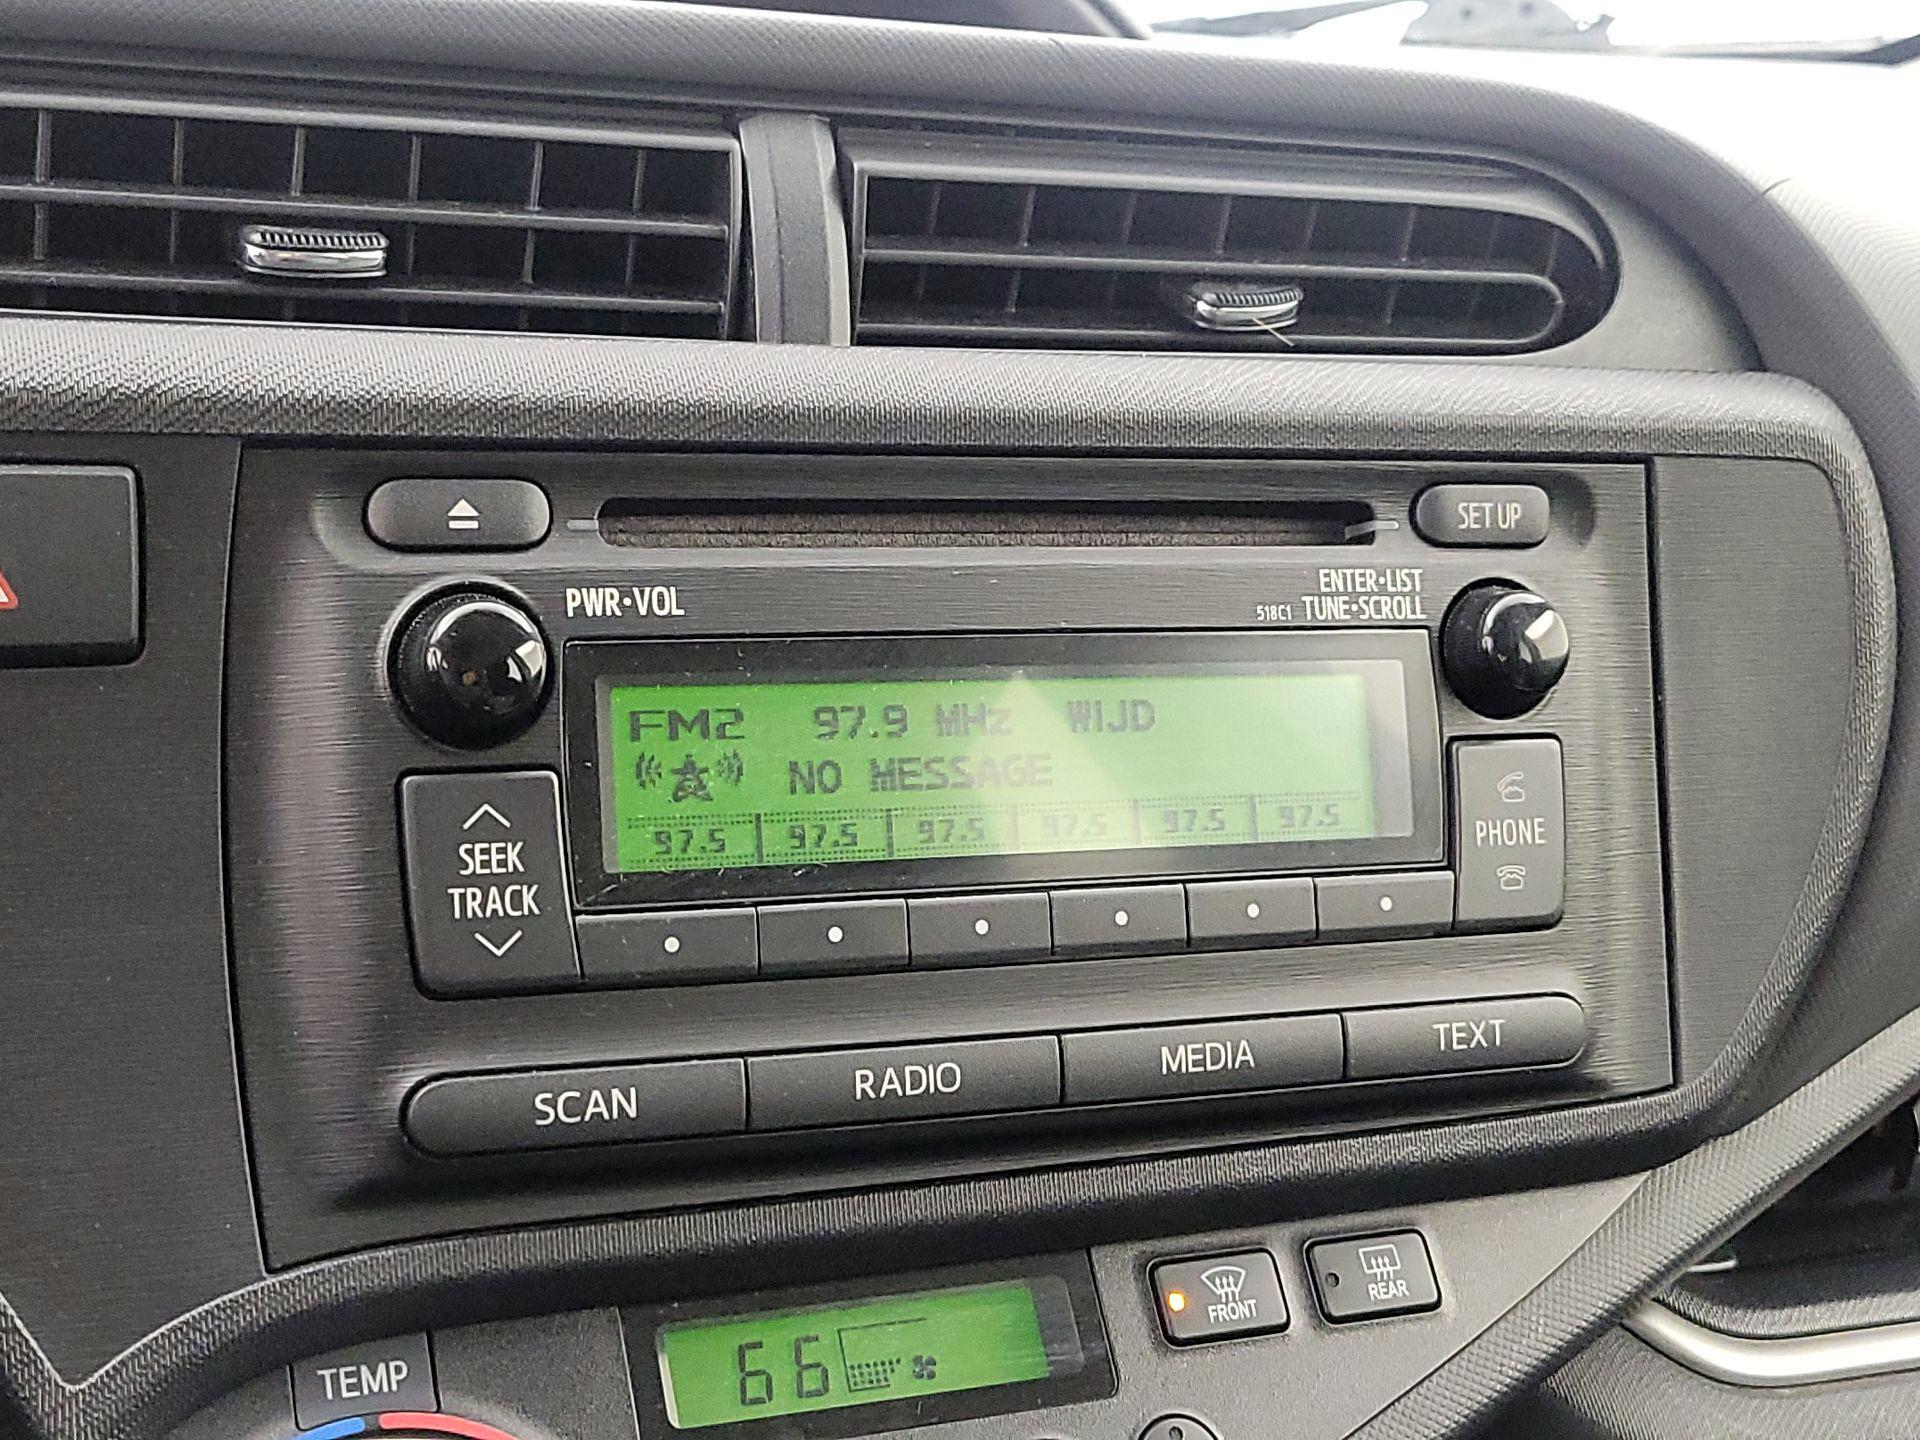 SET UP
PWR•VOL
ENTER•LIST
518C1 TUNE•SCROLL
FM2 97.9 MHz WIJD
NO MESSAGE
97.5 97.5 97.5 97.5 97.5 97.5
SEEK
TRACK
PHONE
SCAN RADIO MEDIA TEXT
FRONT
REAR
TEMP
66